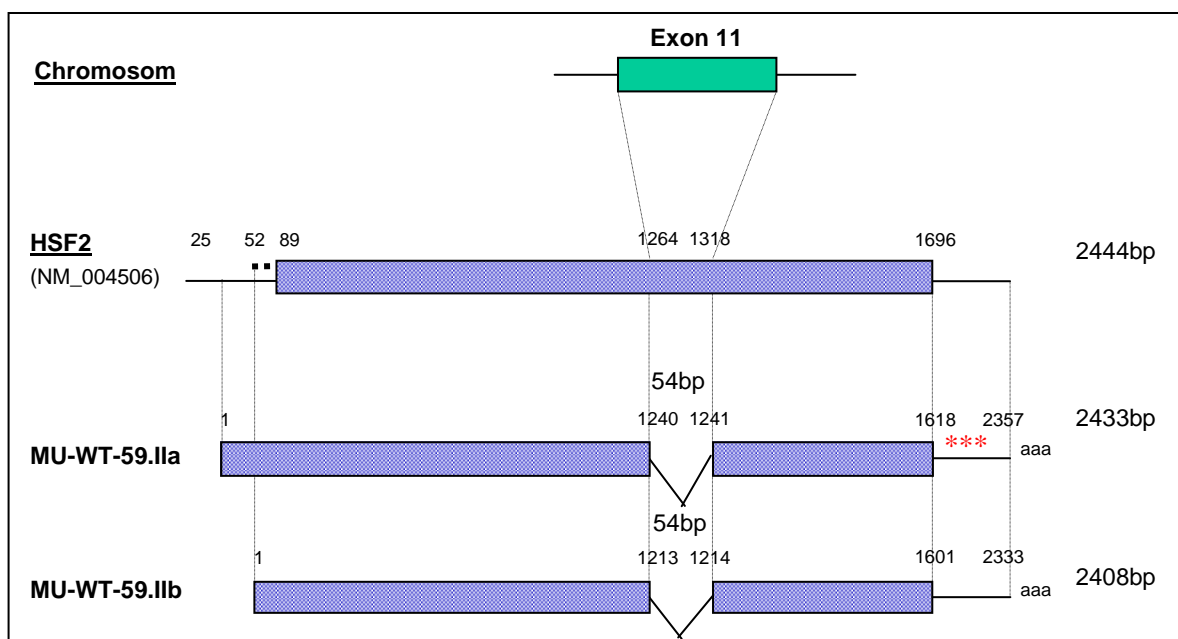 Exon 11
Chromosom
HSF2 25 52 89 1264 1318 1696 2444bp
(NM_004506)
54bp
1 1240 1241 1618 2357 2433bp
MU-WT-59.IIa *** aaa
54bp
1 1213 1214 1601 2333 2408bp
MU-WT-59.IIb aaa